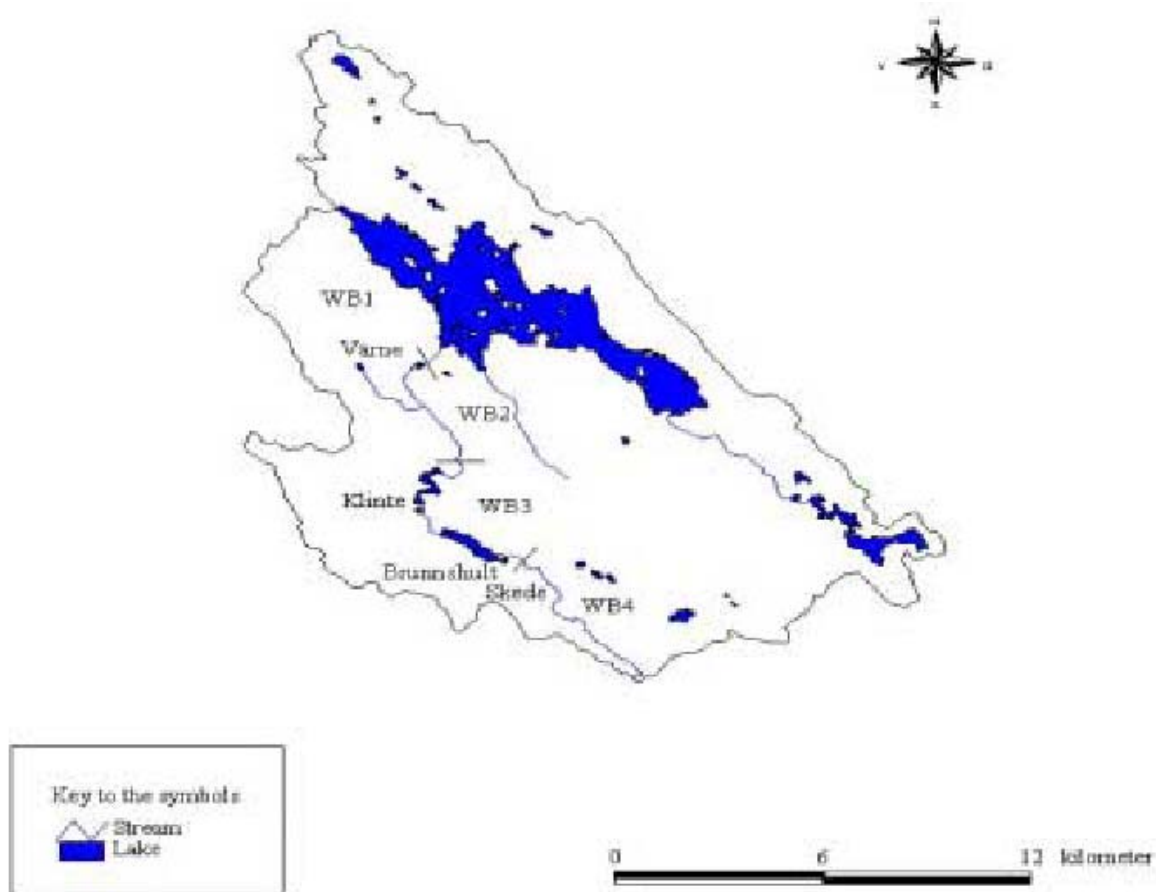 WB1
Värne
WB2
Klinte
WB3
Brunnshult
Skede
WB4
Key to the symbols
Stream
Lake
0 6 12 kilometer